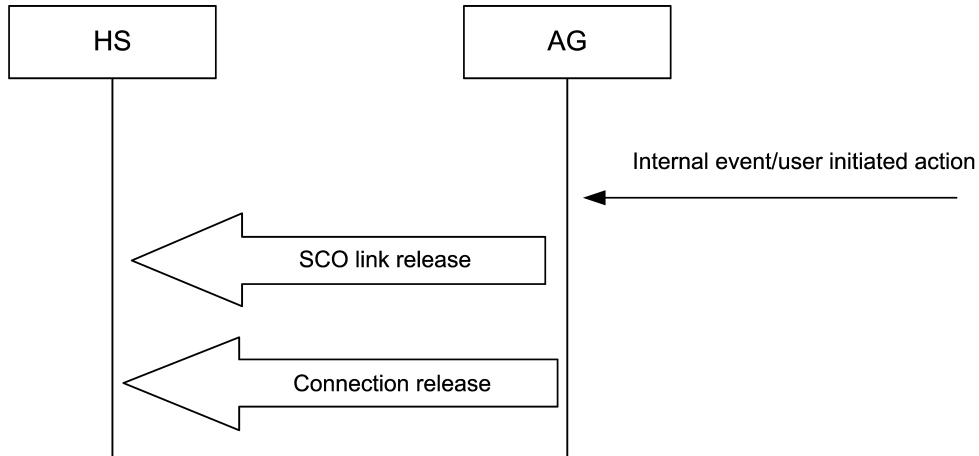 HS
AG
Internal event/user initiated action
SCO link release
Connection release